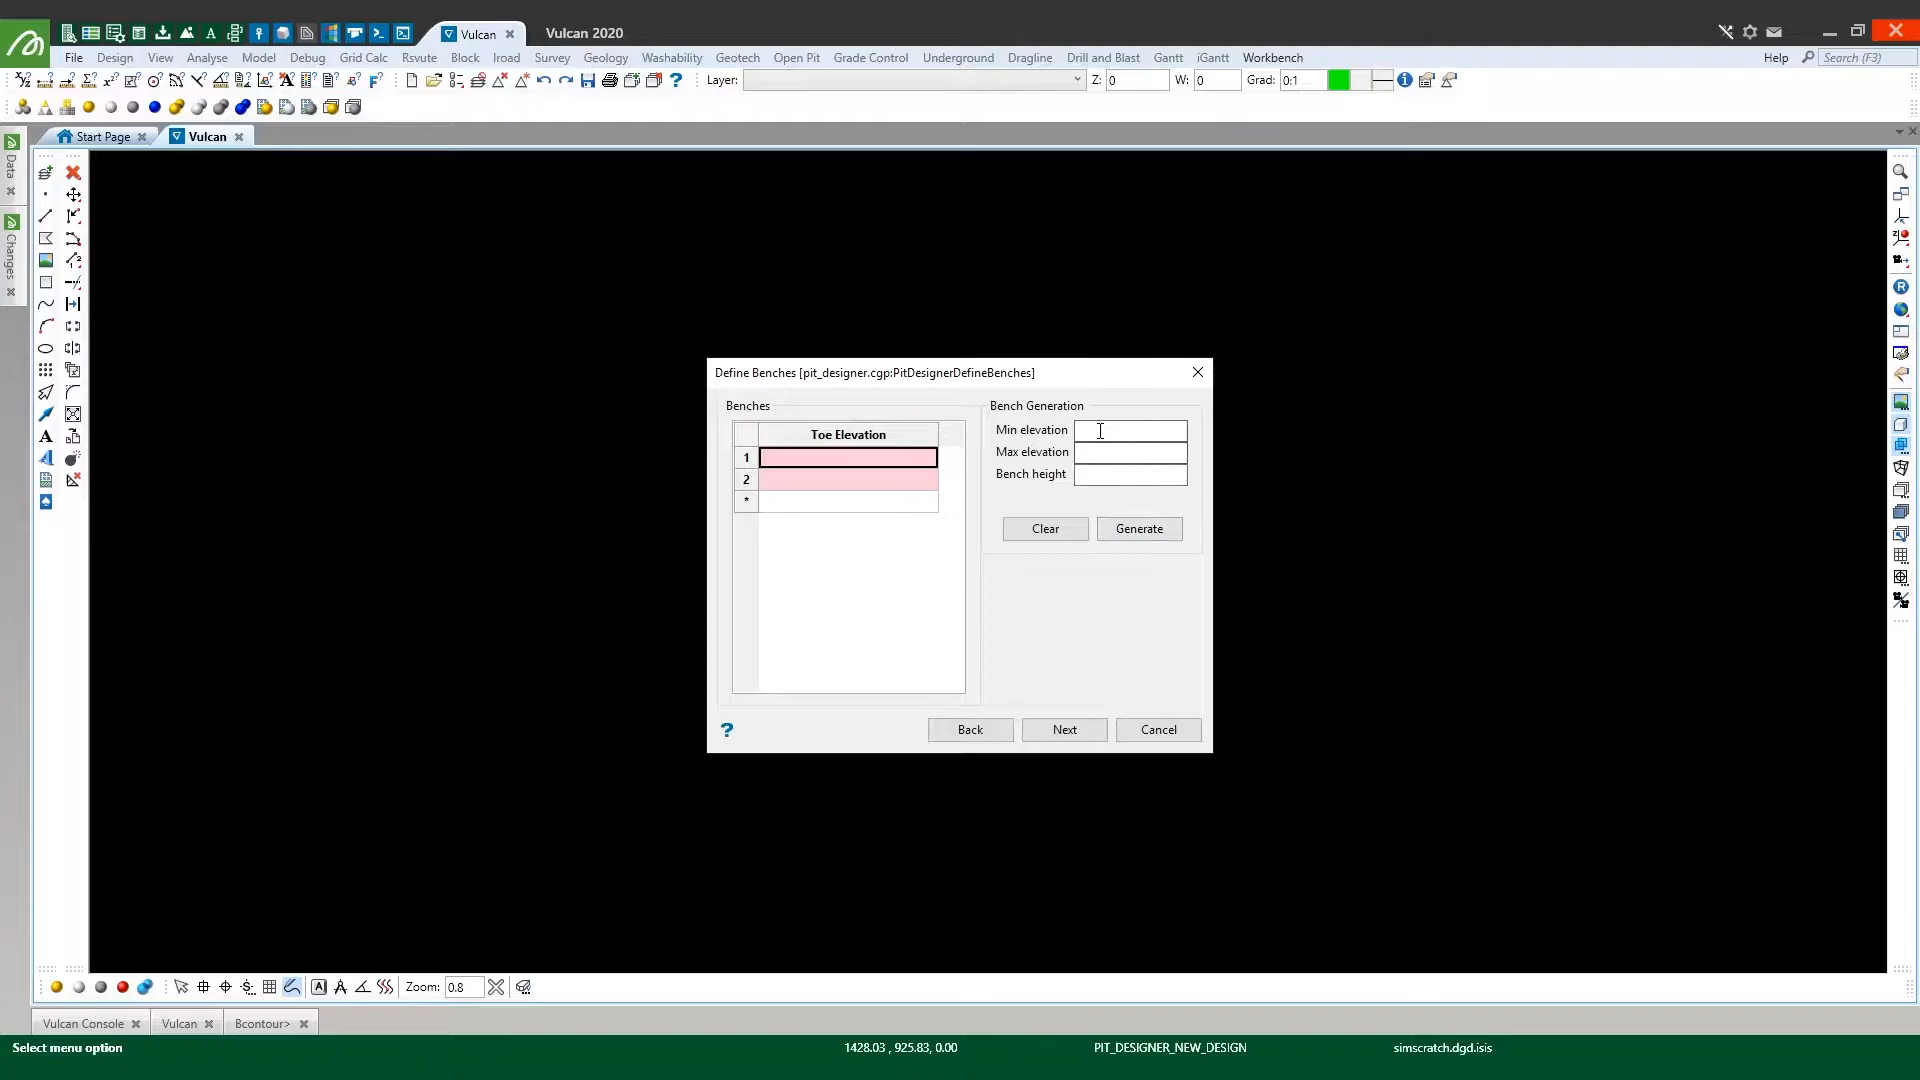 Vulcan
Vulcan 2020
File Design View Analyse Model Debug Grid Calc Rsvute Block Iroad Survey Geology Washability Geotech Open Pit Grade Control Underground Dragline Drill and Blast Gantt iGantt Workbench Help Search (F3)
Layer: Z: 0 W: 0 Grad: 0:1
Start Page Vulcan
Data
Changes
Define Benches [pit_designer.cgp:PitDesignerDefineBenches]
Benches
Toe Elevation
1
2
*
Bench Generation
Min elevation
Max elevation
Bench height
Clear Generate
Back Next Cancel
Zoom: 0.8
Vulcan Console Vulcan Bcontour>
Select menu option 1428.03 , 925.83, 0.00 PIT_DESIGNER_NEW_DESIGN simscratch.dgd.isis